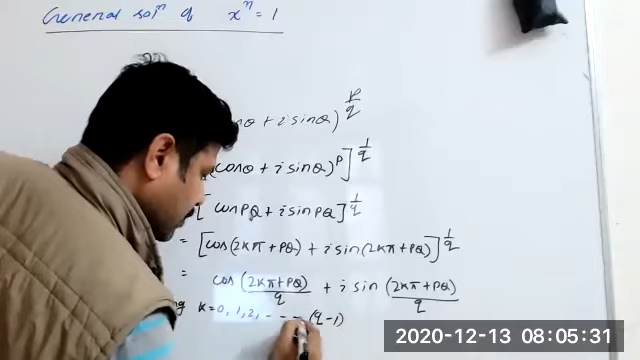 General solⁿ of xⁿ = 1
θ + i sinθ)^{p/q}
(cosθ + i sinθ)^p]^{1/q}
[cos pθ + i sin pθ]^{1/q}
= [cos(2kπ + pθ) + i sin(2kπ + pθ)]^{1/q}
= cos (2kπ + pθ)/q + i sin (2kπ + pθ)/q
k = 0, 1, 2, - - - (q-1)
2020-12-13 08:05:31